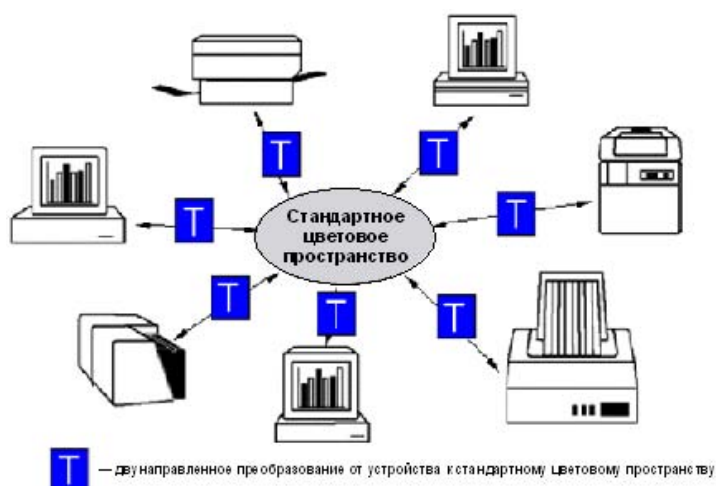 T
T
T
T
Стандартное
цветовое
пространство
T
T
T
T — двунаправленное преобразование от устройства к стандартному цветовому пространству